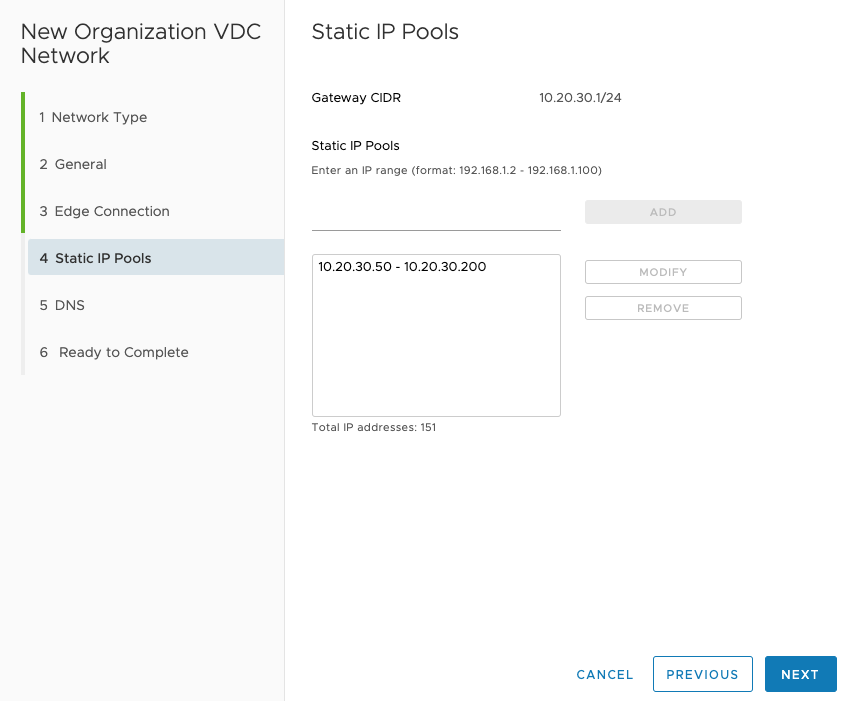 New Organization VDC
Network
1 Network Type
2 General
3 Edge Connection
4 Static IP Pools
5 DNS
6 Ready to Complete
Static IP Pools
Gateway CIDR 10.20.30.1/24
Static IP Pools
Enter an IP range (format: 192.168.1.2 - 192.168.1.100)
ADD
10.20.30.50 - 10.20.30.200
MODIFY
REMOVE
Total IP addresses: 151
CANCEL PREVIOUS NEXT